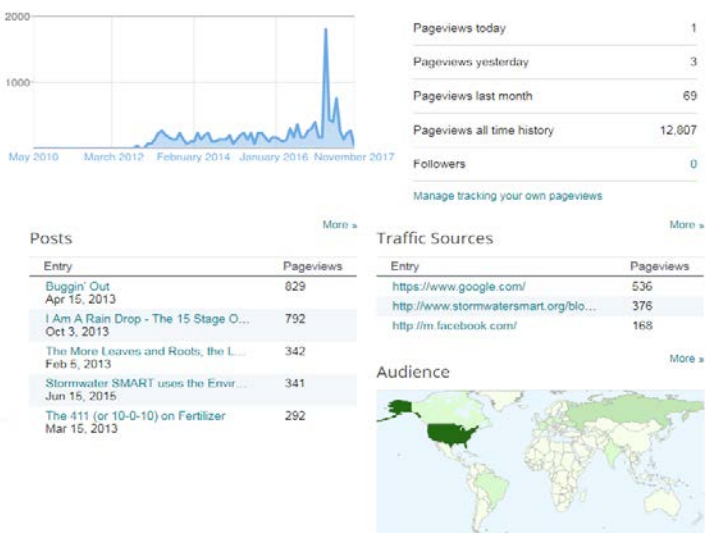 2000
1000
May 2010 March 2012 February 2014 January 2016 November 2017
Pageviews today 1
Pageviews yesterday 3
Pageviews last month 69
Pageviews all time history 12,807
Followers 0
Manage tracking your own pageviews
More »
Posts
Entry Pageviews
Buggin' Out 829
Apr 15, 2013
I Am A Rain Drop - The 15 Stage O... 792
Oct 3, 2013
The More Leaves and Roots, the L... 342
Feb 5, 2013
Stormwater SMART uses the Envir... 341
Jun 15, 2015
The 411 (or 10-0-10) on Fertilizer 292
Mar 15, 2013
More »
Traffic Sources
Entry Pageviews
https://www.google.com/ 536
http://www.stormwatersmart.org/blo... 376
http://m.facebook.com/ 168
More »
Audience